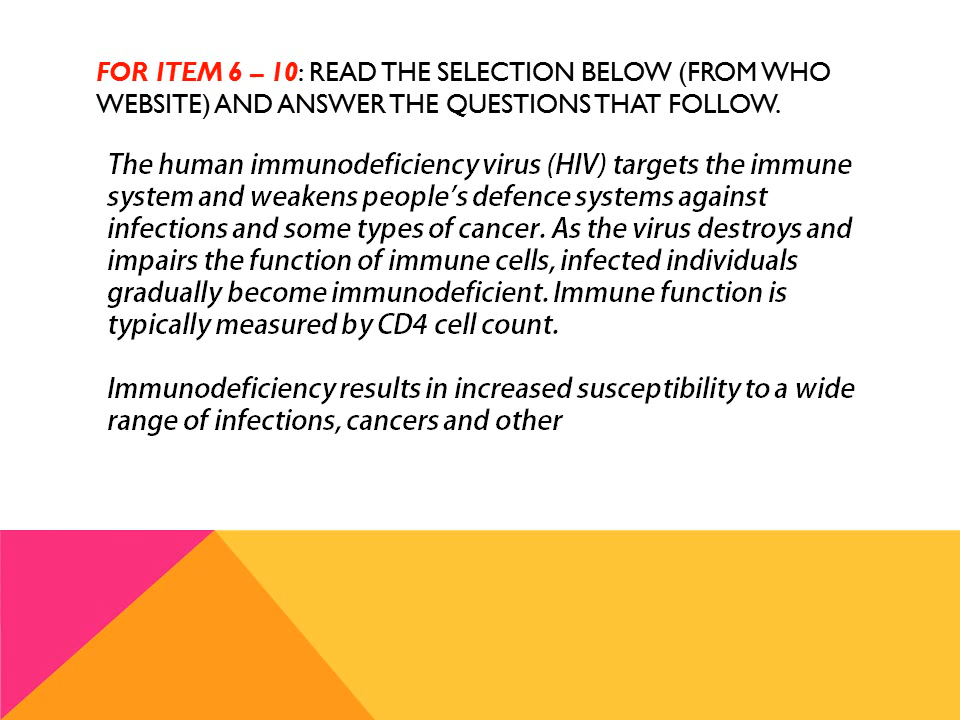 FOR ITEM 6 – 10: READ THE SELECTION BELOW (FROM WHO
WEBSITE) AND ANSWER THE QUESTIONS THAT FOLLOW.
The human immunodeficiency virus (HIV) targets the immune
system and weakens people’s defence systems against
infections and some types of cancer. As the virus destroys and
impairs the function of immune cells, infected individuals
gradually become immunodeficient. Immune function is
typically measured by CD4 cell count.
Immunodeficiency results in increased susceptibility to a wide
range of infections, cancers and other